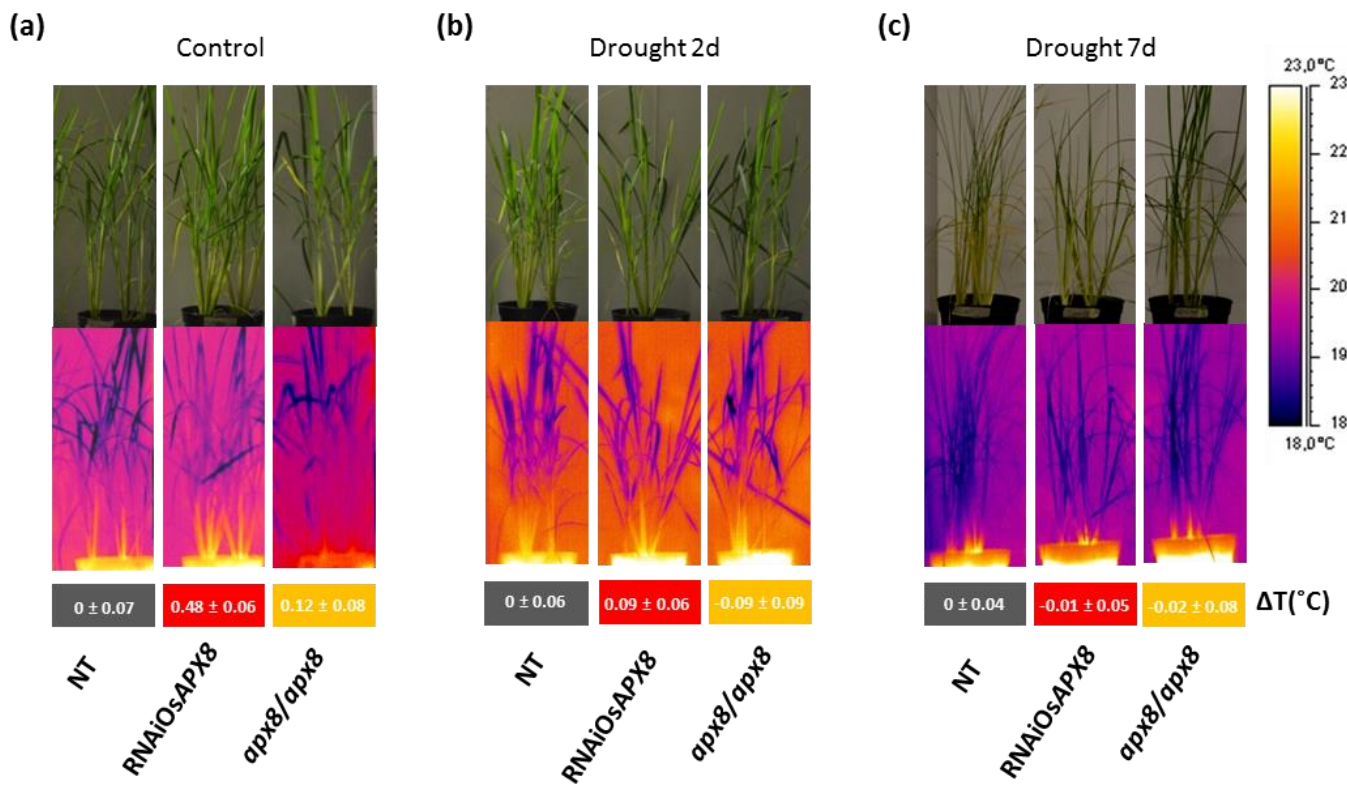 (a)
Control
(b)
Drought 2d
(c)
Drought 7d
23,0°C
23
22
21
20
19
18
18,0°C
0 ± 0.07
0.48 ± 0.06
0.12 ± 0.08
0 ± 0.06
0.09 ± 0.06
-0.09 ± 0.09
0 ± 0.04
-0.01 ± 0.05
-0.02 ± 0.08
ΔT(˚C)
NT
RNAiOsAPX8
apx8/apx8
NT
RNAiOsAPX8
apx8/apx8
NT
RNAiOsAPX8
apx8/apx8